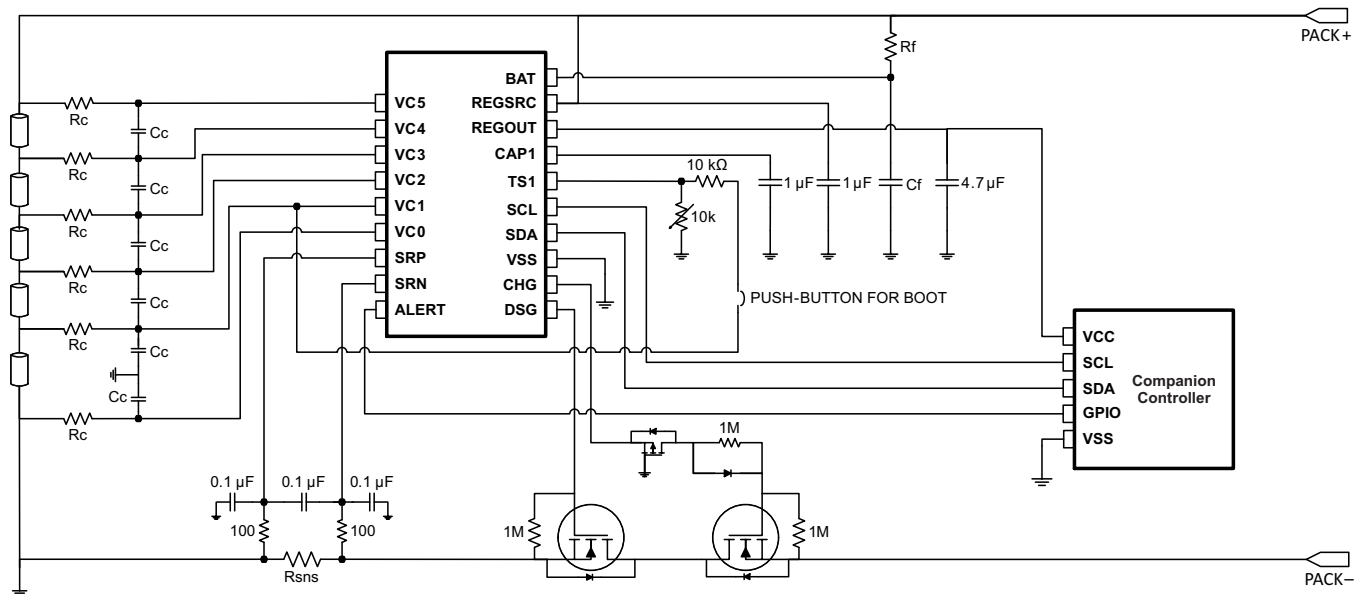 PACK+
Rf
BAT
VC5
REGSRC
Rc
Cc
VC4
REGOUT
VC3
CAP1
10 kΩ
Rc
Cc
VC2
TS1
1 µF
1 µF
Cf
4.7 µF
VC1
SCL
10k
Rc
Cc
VC0
SDA
SRP
VSS
Rc
Cc
SRN
CHG
PUSH-BUTTON FOR BOOT
ALERT
DSG
Rc
Cc
VCC
SCL
Cc
SDA
Companion
Controller
GPIO
Rc
VSS
1M
0.1 µF
0.1 µF
0.1 µF
100
100
1M
1M
Rsns
PACK–